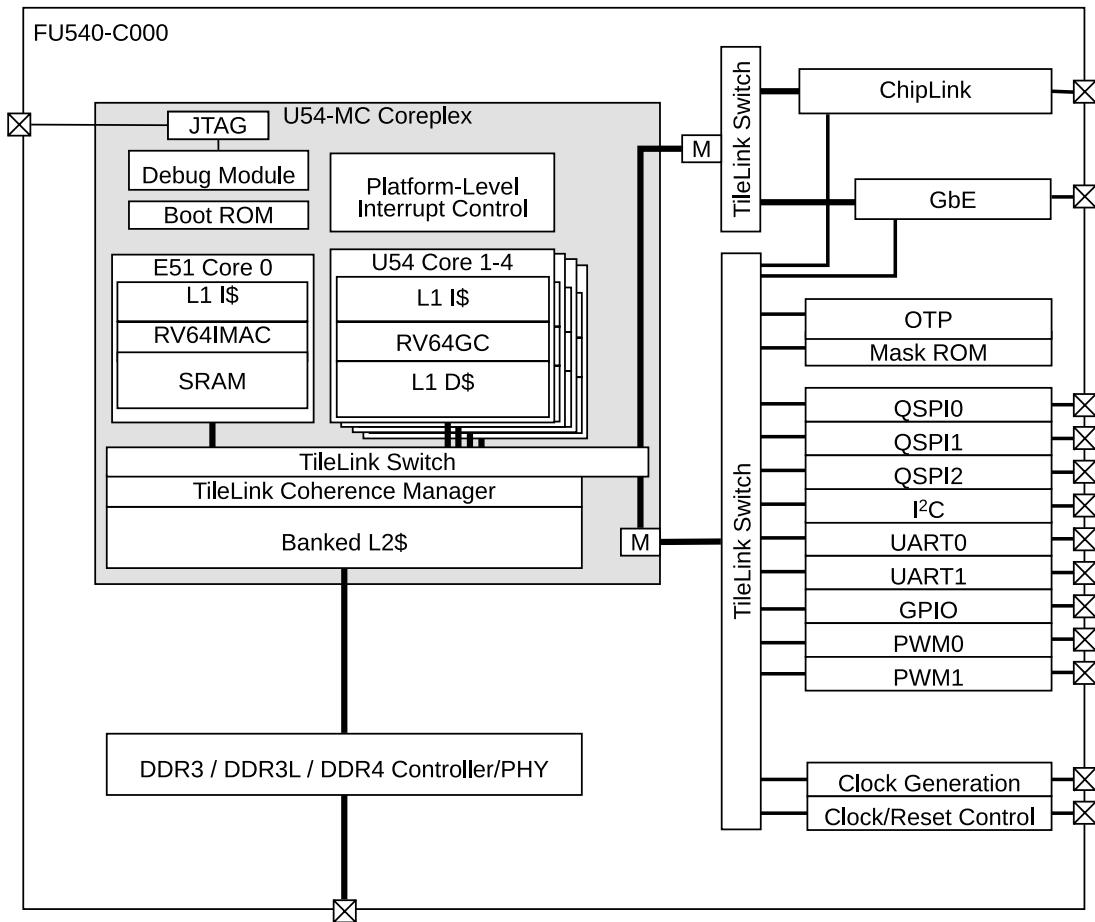 FU540-C000
U54-MC Coreplex
JTAG
Debug Module
Boot ROM
Platform-Level
Interrupt Control
E51 Core 0
L1 I$
RV64IMAC
SRAM
U54 Core 1-4
L1 I$
RV64GC
L1 D$
TileLink Switch
TileLink Coherence Manager
Banked L2$
M
M
DDR3 / DDR3L / DDR4 Controller/PHY
TileLink Switch
ChipLink
GbE
TileLink Switch
OTP
Mask ROM
QSPI0
QSPI1
QSPI2
I²C
UART0
UART1
GPIO
PWM0
PWM1
Clock Generation
Clock/Reset Control